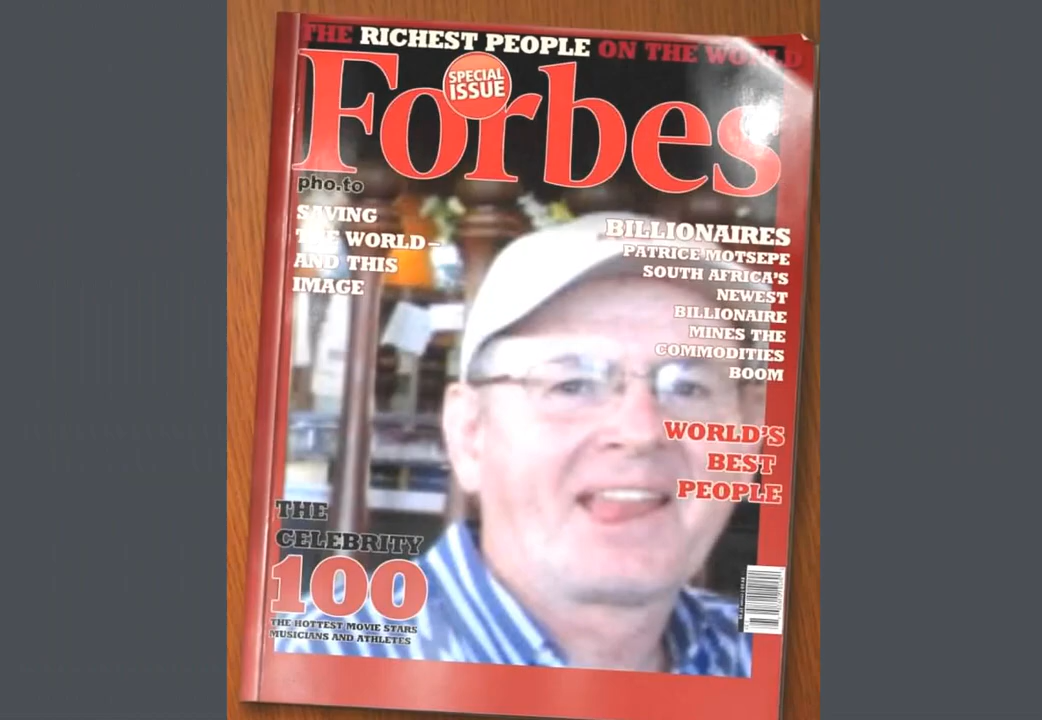 THE RICHEST PEOPLE ON THE WORLD
Forbes
SPECIAL
ISSUE
pho.to
SAVING
THE WORLD–
AND THIS
IMAGE
BILLIONAIRES
PATRICE MOTSEPE
SOUTH AFRICA'S
NEWEST
BILLIONAIRE
MINES THE
COMMODITIES
BOOM
WORLD'S
BEST
PEOPLE
THE
CELEBRITY
100
THE HOTTEST MOVIE STARS
MUSICIANS AND ATHLETES